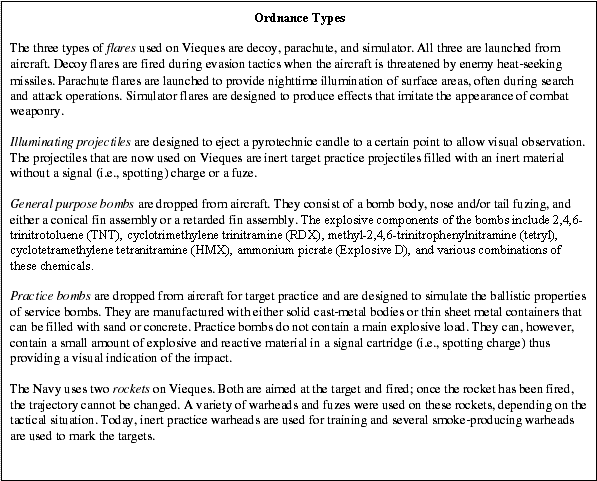 Ordnance Types
The three types of flares used on Vieques are decoy, parachute, and simulator. All three are launched from
aircraft. Decoy flares are fired during evasion tactics when the aircraft is threatened by enemy heat-seeking
missiles. Parachute flares are launched to provide nighttime illumination of surface areas, often during search
and attack operations. Simulator flares are designed to produce effects that imitate the appearance of combat
weaponry.
Illuminating projectiles are designed to eject a pyrotechnic candle to a certain point to allow visual observation.
The projectiles that are now used on Vieques are inert target practice projectiles filled with an inert material
without a signal (i.e., spotting) charge or a fuze.
General purpose bombs are dropped from aircraft. They consist of a bomb body, nose and/or tail fuzing, and
either a conical fin assembly or a retarded fin assembly. The explosive components of the bombs include 2,4,6-
trinitrotoluene (TNT), cyclotrimethylene trinitramine (RDX), methyl-2,4,6-trinitrophenylnitramine (tetryl),
cyclotetramethylene tetranitramine (HMX), ammonium picrate (Explosive D), and various combinations of
these chemicals.
Practice bombs are dropped from aircraft for target practice and are designed to simulate the ballistic properties
of service bombs. They are manufactured with either solid cast-metal bodies or thin sheet metal containers that
can be filled with sand or concrete. Practice bombs do not contain a main explosive load. They can, however,
contain a small amount of explosive and reactive material in a signal cartridge (i.e., spotting charge) thus
providing a visual indication of the impact.
The Navy uses two rockets on Vieques. Both are aimed at the target and fired; once the rocket has been fired,
the trajectory cannot be changed. A variety of warheads and fuzes were used on these rockets, depending on the
tactical situation. Today, inert practice warheads are used for training and several smoke-producing warheads
are used to mark the targets.